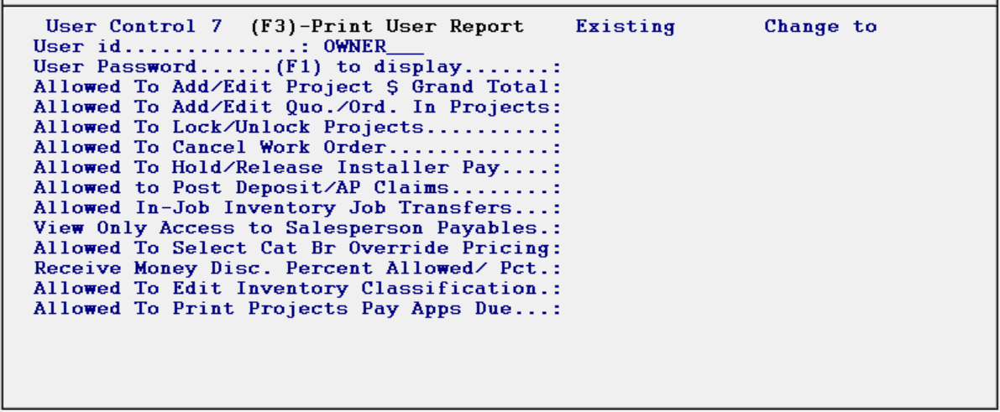 User Control 7 (F3)-Print User Report Existing Change to
User id..............: OWNER___
User Password......(F1) to display.......:
Allowed To Add/Edit Project $ Grand Total:
Allowed To Add/Edit Quo./Ord. In Projects:
Allowed To Lock/Unlock Projects..........:
Allowed To Cancel Work Order.............:
Allowed To Hold/Release Installer Pay....:
Allowed to Post Deposit/AP Claims........:
Allowed In-Job Inventory Job Transfers...:
View Only Access to Salesperson Payables.:
Allowed To Select Cat Br Override Pricing:
Receive Money Disc. Percent Allowed/ Pct.:
Allowed To Edit Inventory Classification.:
Allowed To Print Projects Pay Apps Due...: